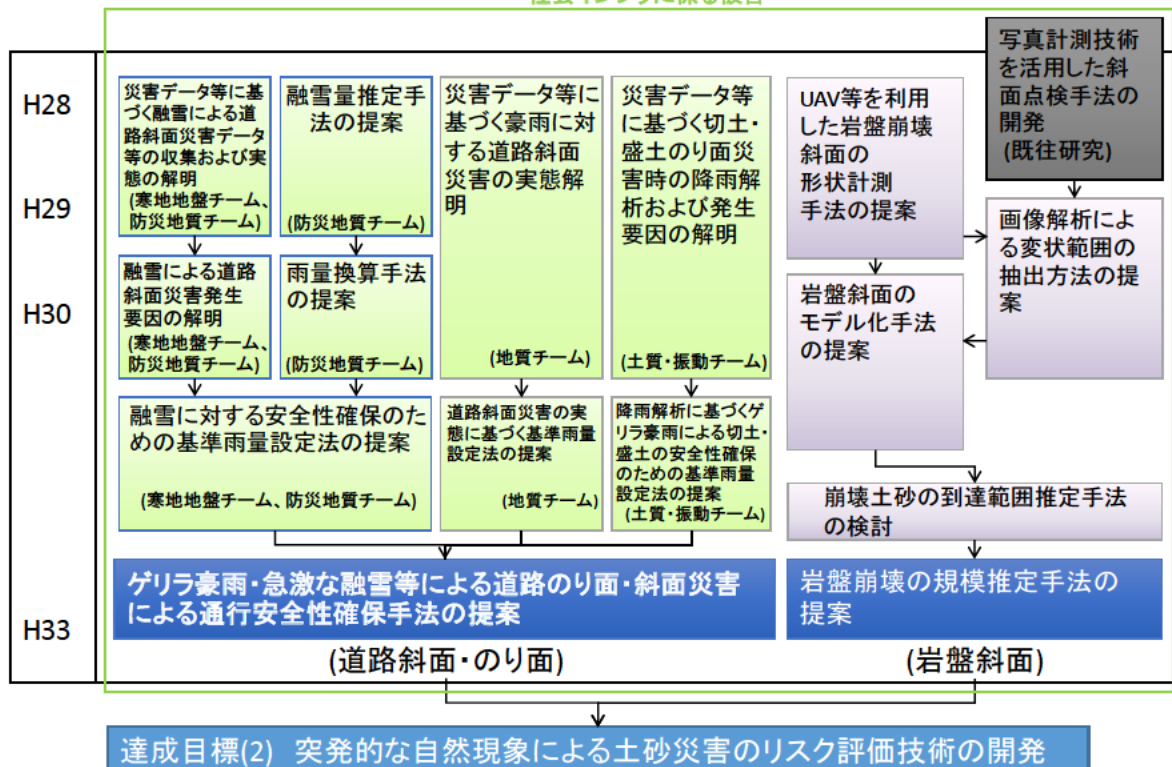 H28
H29
H30
H33
災害データ等に基
づく融雪による道
路斜面災害データ
等の収集および実
態の解明
(寒地地盤チーム、
防災地質チーム)
融雪量推定手
法の提案
(防災地質チーム)
災害データ等に
基づく豪雨に対
する道路斜面
災害の実態解
明
(地質チーム)
災害データ等
に基づく切土・
盛土のり面災
害時の降雨解
析および発生
要因の解明
(土質・振動チーム)
UAV等を利用
した岩盤崩壊
斜面の
形状計測
手法の提案
写真計測技術
を活用した斜
面点検手法の
開発
(既往研究)
画像解析によ
る変状範囲の
抽出方法の提
案
融雪による道路
斜面災害発生
要因の解明
(寒地地盤チーム、
防災地質チーム)
雨量換算手法
の提案
(防災地質チーム)
岩盤斜面の
モデル化手法
の提案
融雪に対する安全性確保のた
めの基準雨量設定法の提案
(寒地地盤チーム、防災地質チーム)
道路斜面災害の実
態に基づく基準雨量
設定法の提案
(地質チーム)
降雨解析に基づくゲ
リラ豪雨による切土・
盛土の安全性確保
のための基準雨量
設定法の提案
(土質・振動チーム)
崩壊土砂の到達範囲推定手法
の検討
ゲリラ豪雨・急激な融雪等による道路のり面・斜面災害
による通行安全性確保手法の提案
岩盤崩壊の規模推定手法の
提案
(道路斜面・のり面)
(岩盤斜面)
達成目標(2) 突発的な自然現象による土砂災害のリスク評価技術の開発